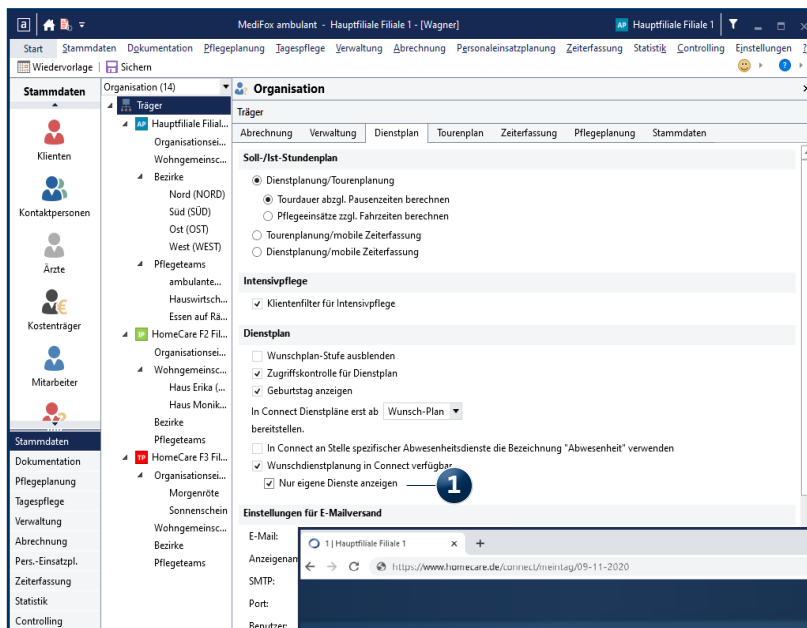 a
MediFox ambulant - Hauptfiliale Filiale 1 - [Wagner]
AP Hauptfiliale Filiale 1
Start Stammdaten Dokumentation Pflegeplanung Tagespflege Verwaltung Abrechnung Personaleinsatzplanung Zeiterfassung Statistik Controlling Einstellungen ?
Wiedervorlage Sichern
Stammdaten
Klienten
Kontaktpersonen
Ärzte
Kostenträger
Mitarbeiter
Stammdaten
Dokumentation
Pflegeplanung
Tagespflege
Verwaltung
Abrechnung
Pers.-Einsatzpl.
Zeiterfassung
Statistik
Controlling
Organisation (14)
Träger
AP Hauptfiliale Filial...
Organisationsei...
Wohngemeinsc...
Bezirke
Nord (NORD)
Süd (SÜD)
Ost (OST)
West (WEST)
Pflegeteams
ambulante...
Hauswirtsch...
Essen auf Rä...
IP HomeCare F2 Fil...
Organisationsei...
Wohngemeinsc...
Haus Erika (...
Haus Monik...
Bezirke
Pflegeteams
TP HomeCare F3 Fil...
Organisationsei...
Morgenröte
Sonnenschein
Wohngemeinsc...
Bezirke
Pflegeteams
Organisation
Träger
Abrechnung Verwaltung Dienstplan Tourenplan Zeiterfassung Pflegeplanung Stammdaten
Soll-/Ist-Stundenplan
Dienstplanung/Tourenplanung
Tourdauer abzgl. Pausenzeiten berechnen
Pflegeeinsätze zzgl. Fahrzeiten berechnen
Tourenplanung/mobile Zeiterfassung
Dienstplanung/mobile Zeiterfassung
Intensivpflege
Klientenfilter für Intensivpflege
Dienstplan
Wunschplan-Stufe ausblenden
Zugriffskontrolle für Dienstplan
Geburtstag anzeigen
In Connect Dienstpläne erst ab Wunsch-Plan
bereitstellen.
In Connect an Stelle spezifischer Abwesenheitsdienste die Bezeichnung "Abwesenheit" verwenden
Wunschdienstplanung in Connect verfügbar
Nur eigene Dienste anzeigen 1
Einstellungen für E-Mailversand
E-Mail:
Anzeigenam
SMTP:
Port:
Benutzer:
1 | Hauptfiliale Filiale 1 × +
https://www.homecare.de/connect/meintag/09-11-2020